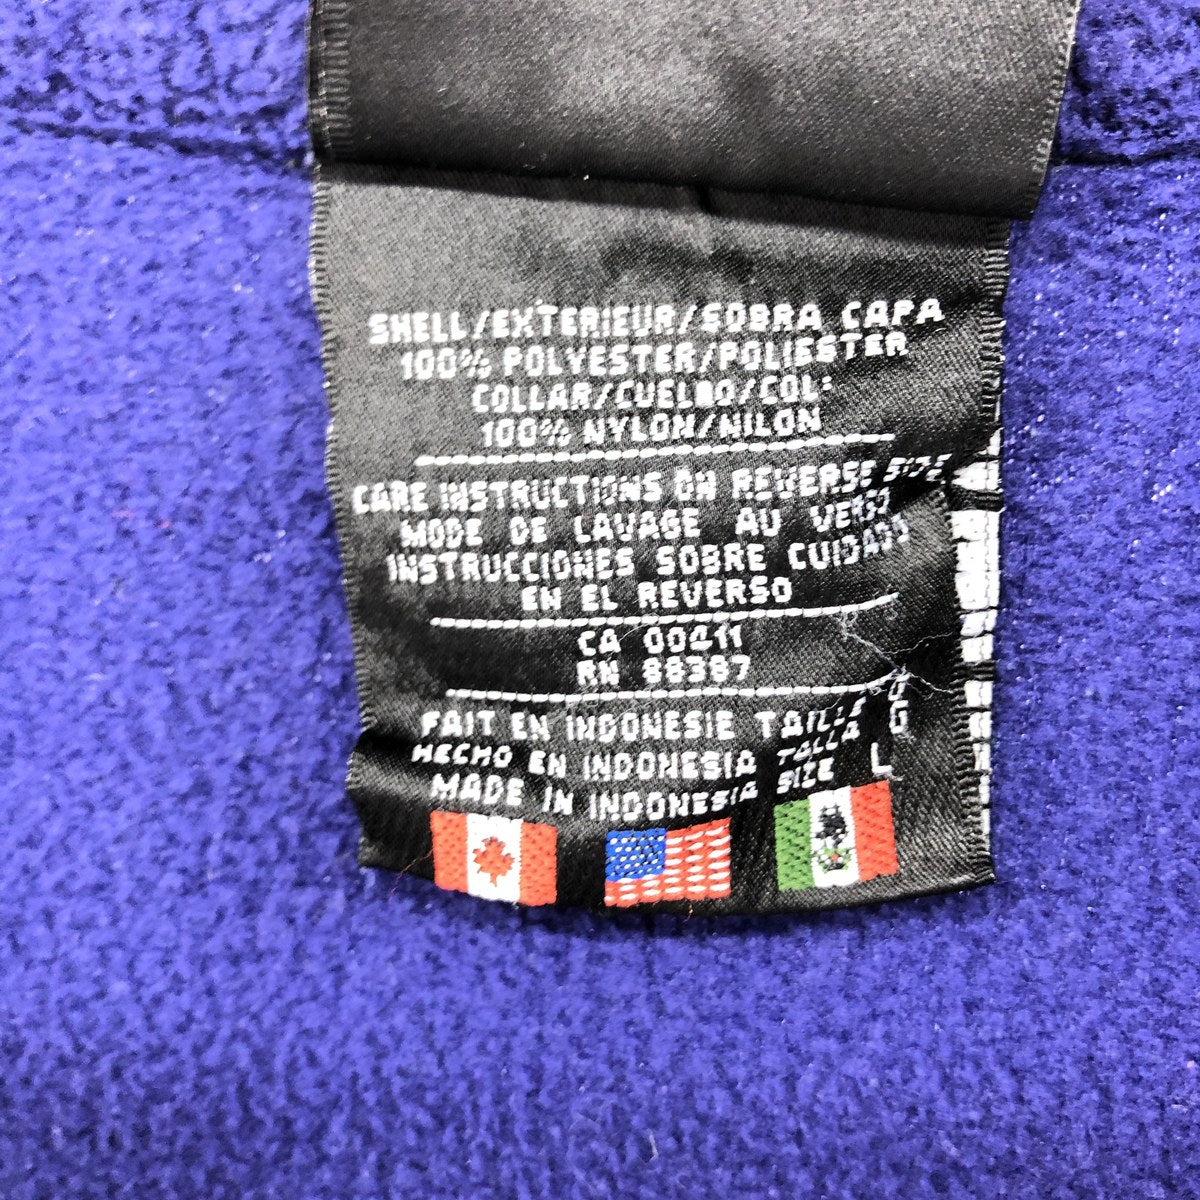 SHELL/EXTERIEUR/SOBRA CAPA
100% POLYESTER/POLIESTER
COLLAR/CUELLO/COL:
100% NYLON/NILON
CARE INSTRUCTIONS ON REVERSE SIDE
MODE DE LAVAGE AU VERSO
INSTRUCCIONES SOBRE CUIDADO
EN EL REVERSO
CA 00411
RN 88387
FAIT EN INDONESIE TAILLE G
HECHO EN INDONESIA TALLA
MADE IN INDONESIA SIZE L